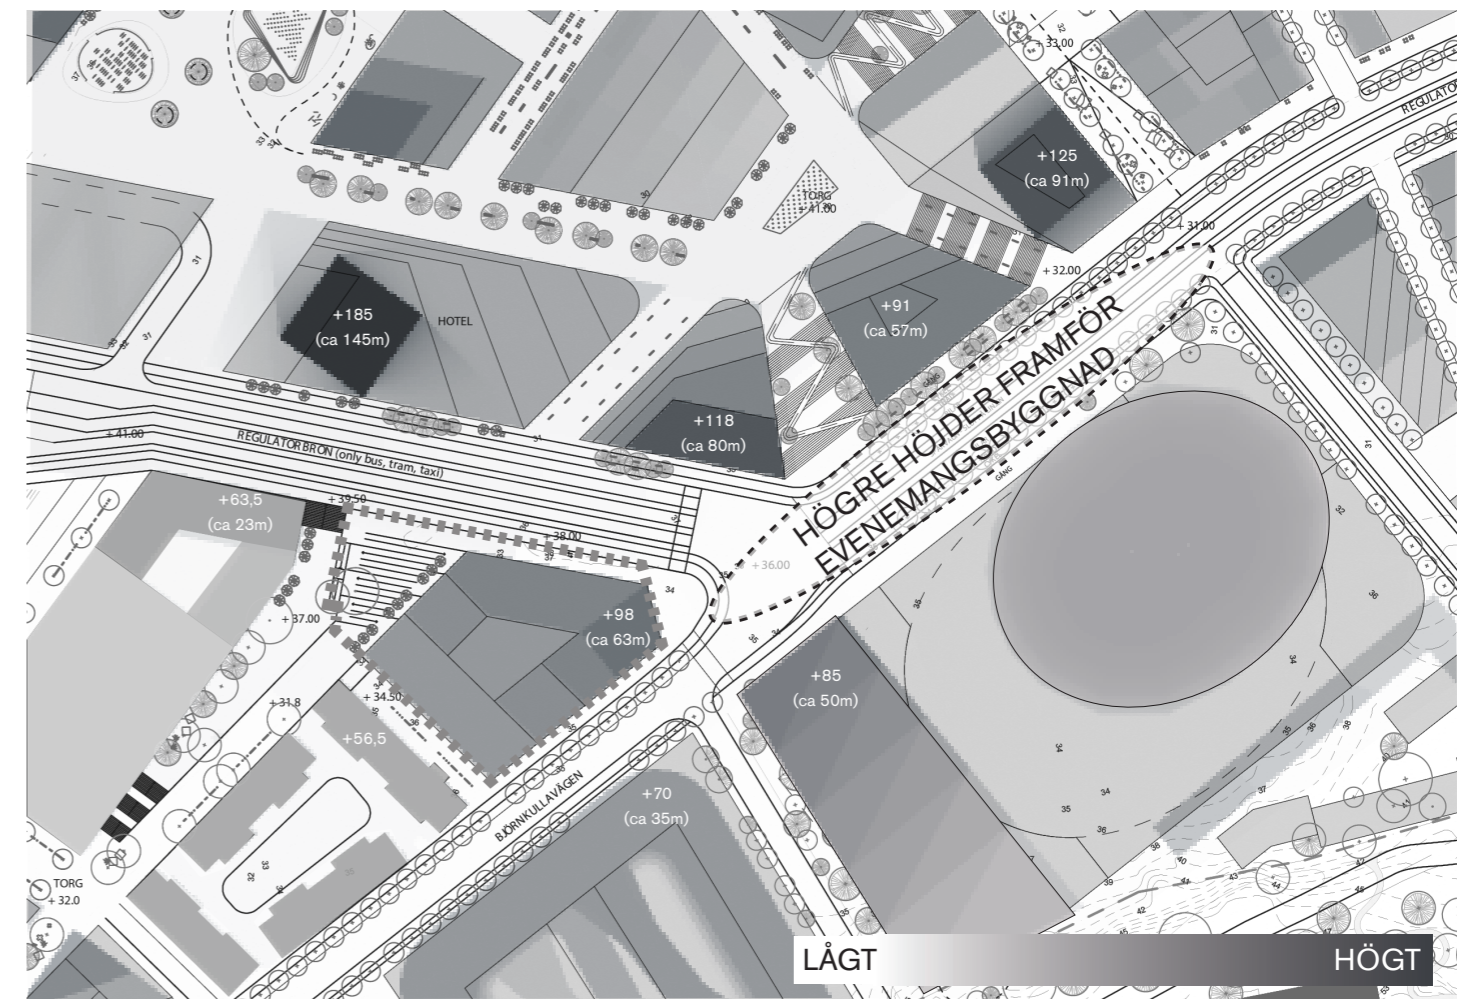 +33.00
REGULATO
+125
(ca 91m)
TORG
+41.00
+31.00
+32.00
+185
(ca 145m)
HOTEL
+91
(ca 57m)
GÅNG
HÖGRE HÖJDER FRAMFÖR
EVENEMANGSBYGGNAD
GÅNG
+118
(ca 80m)
+41.00
REGULATORBRON (only bus, tram, taxi)
+63,5
(ca 23m)
+39.50
+38.00
+36.00
+98
(ca 63m)
+37.00
+34.50
+31.8
+56,5
+85
(ca 50m)
BJÖRNKULLAVÄGEN
+70
(ca 35m)
TORG
+32.0
LÅGT
HÖGT